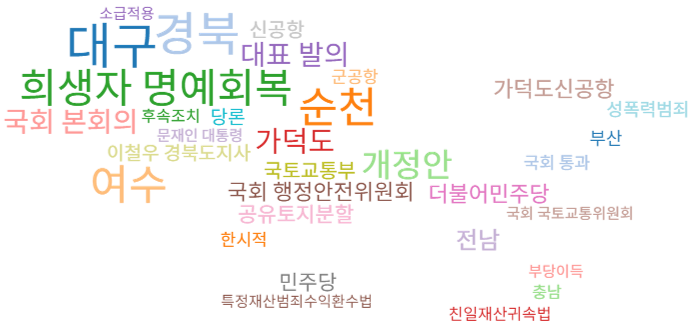 소급적용
대구
경북
신공항
대표 발의
희생자 명예회복
군공항
순천
가덕도신공항
성폭력범죄
국회 본회의
후속조치
당론
문재인 대통령
가덕도
부산
이철우 경북도지사
국토교통부
개정안
국회 통과
여수
국회 행정안전위원회
더불어민주당
공유토지분할
국회 국토교통위원회
한시적
전남
민주당
부당이득
충남
특정재산범죄수익환수법
친일재산귀속법